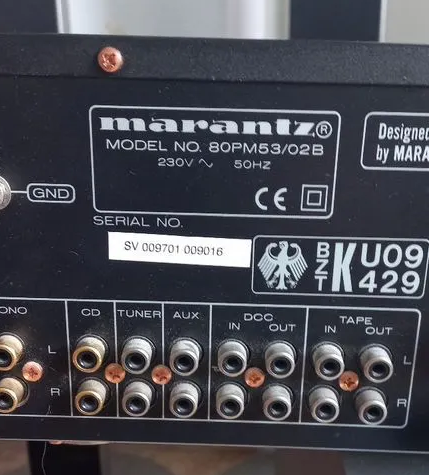 marantz®
MODEL NO. 80PM53/02B
230V ~ 50HZ
CE
Designed
by MARA
GND
SERIAL NO.
SV 009701 009016
BZT K U09
429
ONO CD TUNER AUX DCC TAPE
IN OUT IN OUT
L L
R R